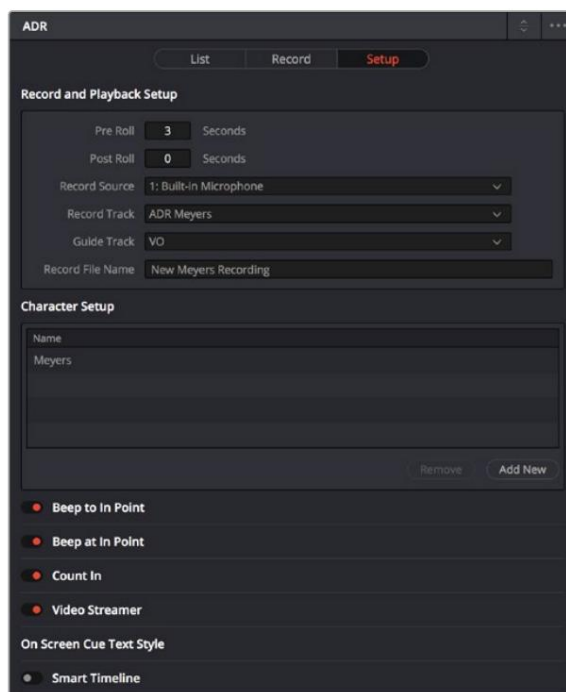 ADR
List Record Setup
Record and Playback Setup
Pre Roll 3 Seconds
Post Roll 0 Seconds
Record Source 1: Built-in Microphone
Record Track ADR Meyers
Guide Track VO
Record File Name New Meyers Recording
Character Setup
Name
Meyers
Remove Add New
Beep to In Point
Beep at In Point
Count In
Video Streamer
On Screen Cue Text Style
Smart Timeline